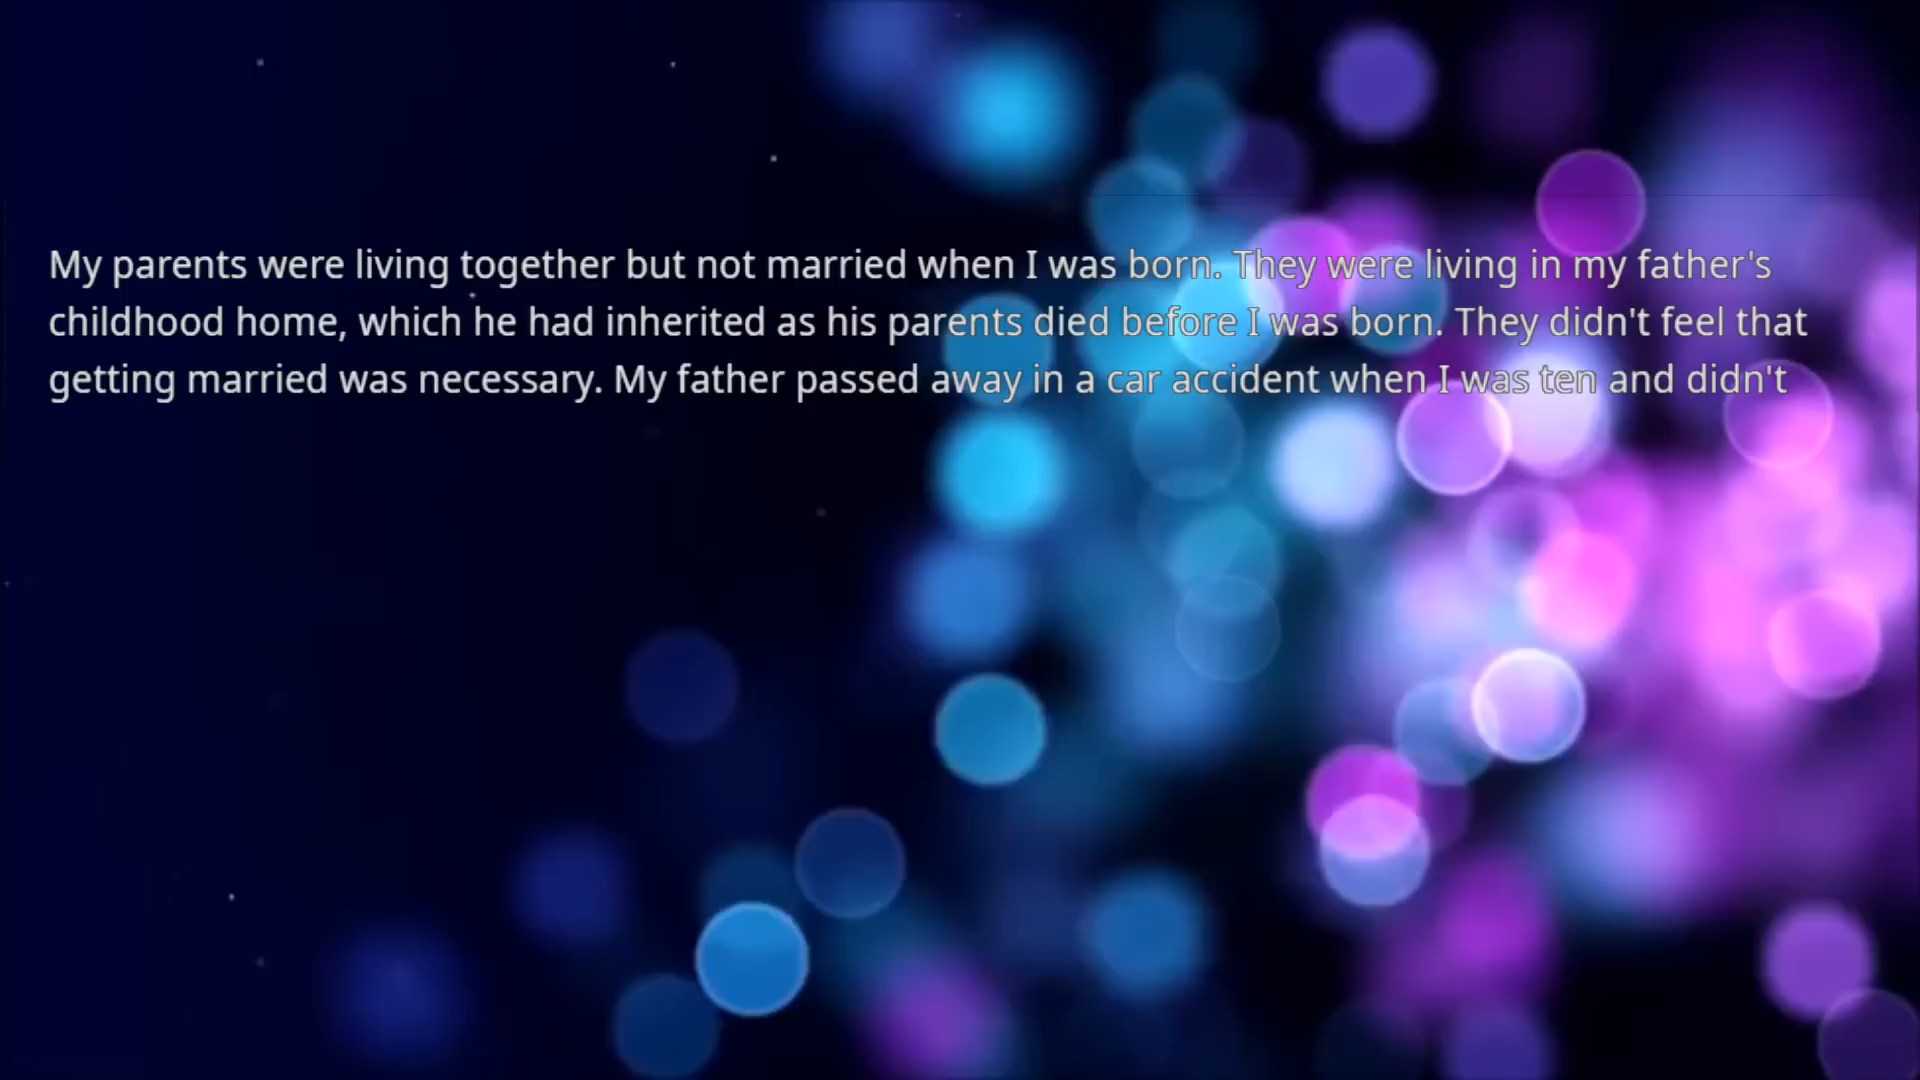 My parents were living together but not married when I was born. They were living in my father's
childhood home, which he had inherited as his parents died before I was born. They didn't feel that
getting married was necessary. My father passed away in a car accident when I was ten and didn't